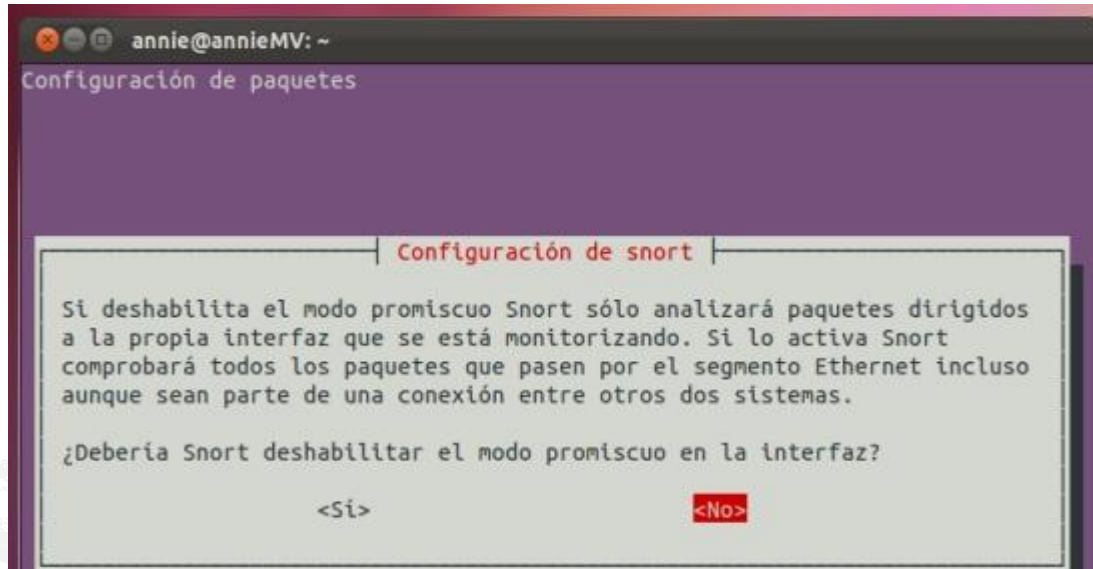 annie@annieMV: ~
Configuración de paquetes
Configuración de snort
Si deshabilita el modo promiscuo Snort sólo analizará paquetes dirigidos
a la propia interfaz que se está monitorizando. Si lo activa Snort
comprobará todos los paquetes que pasen por el segmento Ethernet incluso
aunque sean parte de una conexión entre otros dos sistemas.
¿Debería Snort deshabilitar el modo promiscuo en la interfaz?
<Sí> <No>